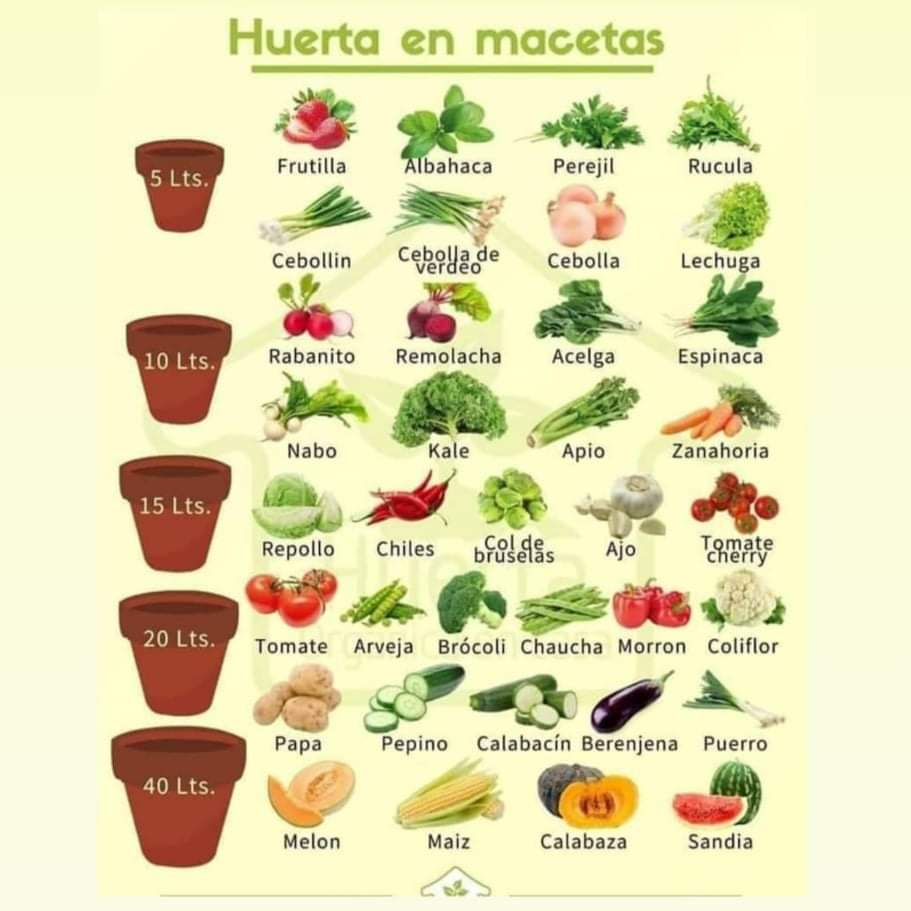 Huerta en macetas
5 Lts.
Frutilla Albahaca Perejil Rucula
Cebollin Cebolla de verdeo Cebolla Lechuga
10 Lts.
Rabanito Remolacha Acelga Espinaca
Nabo Kale Apio Zanahoria
15 Lts.
Repollo Chiles Col de bruselas Ajo Tomate cherry
20 Lts.
Tomate Arveja Brócoli Chaucha Morron Coliflor
Papa Pepino Calabacín Berenjena Puerro
40 Lts.
Melon Maiz Calabaza Sandia